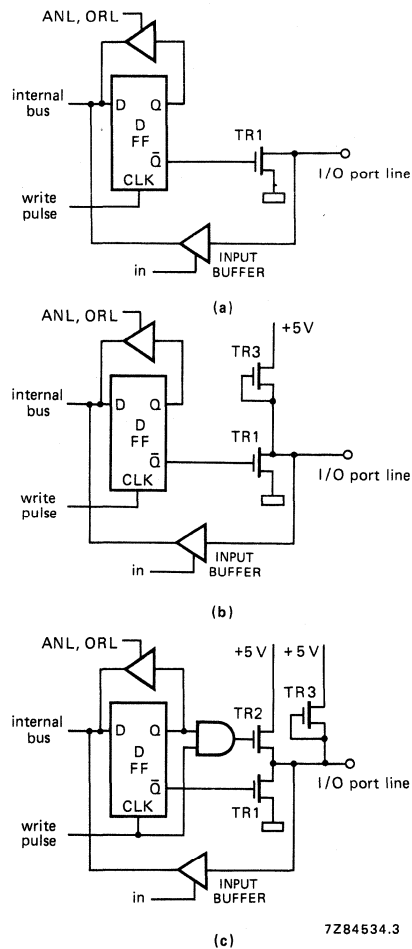 ANL, ORL
internal
bus
D
Q
D
FF
Q̅
CLK
TR1
I/O port line
write
pulse
INPUT
BUFFER
in
(a)
ANL, ORL
+5V
TR3
internal
bus
D
Q
D
FF
Q̅
CLK
TR1
I/O port line
write
pulse
INPUT
BUFFER
in
(b)
ANL, ORL
+5V
+5V
TR3
TR2
internal
bus
D
Q
D
FF
Q̅
CLK
TR1
I/O port line
write
pulse
INPUT
BUFFER
in
(c)
7Z84534.3